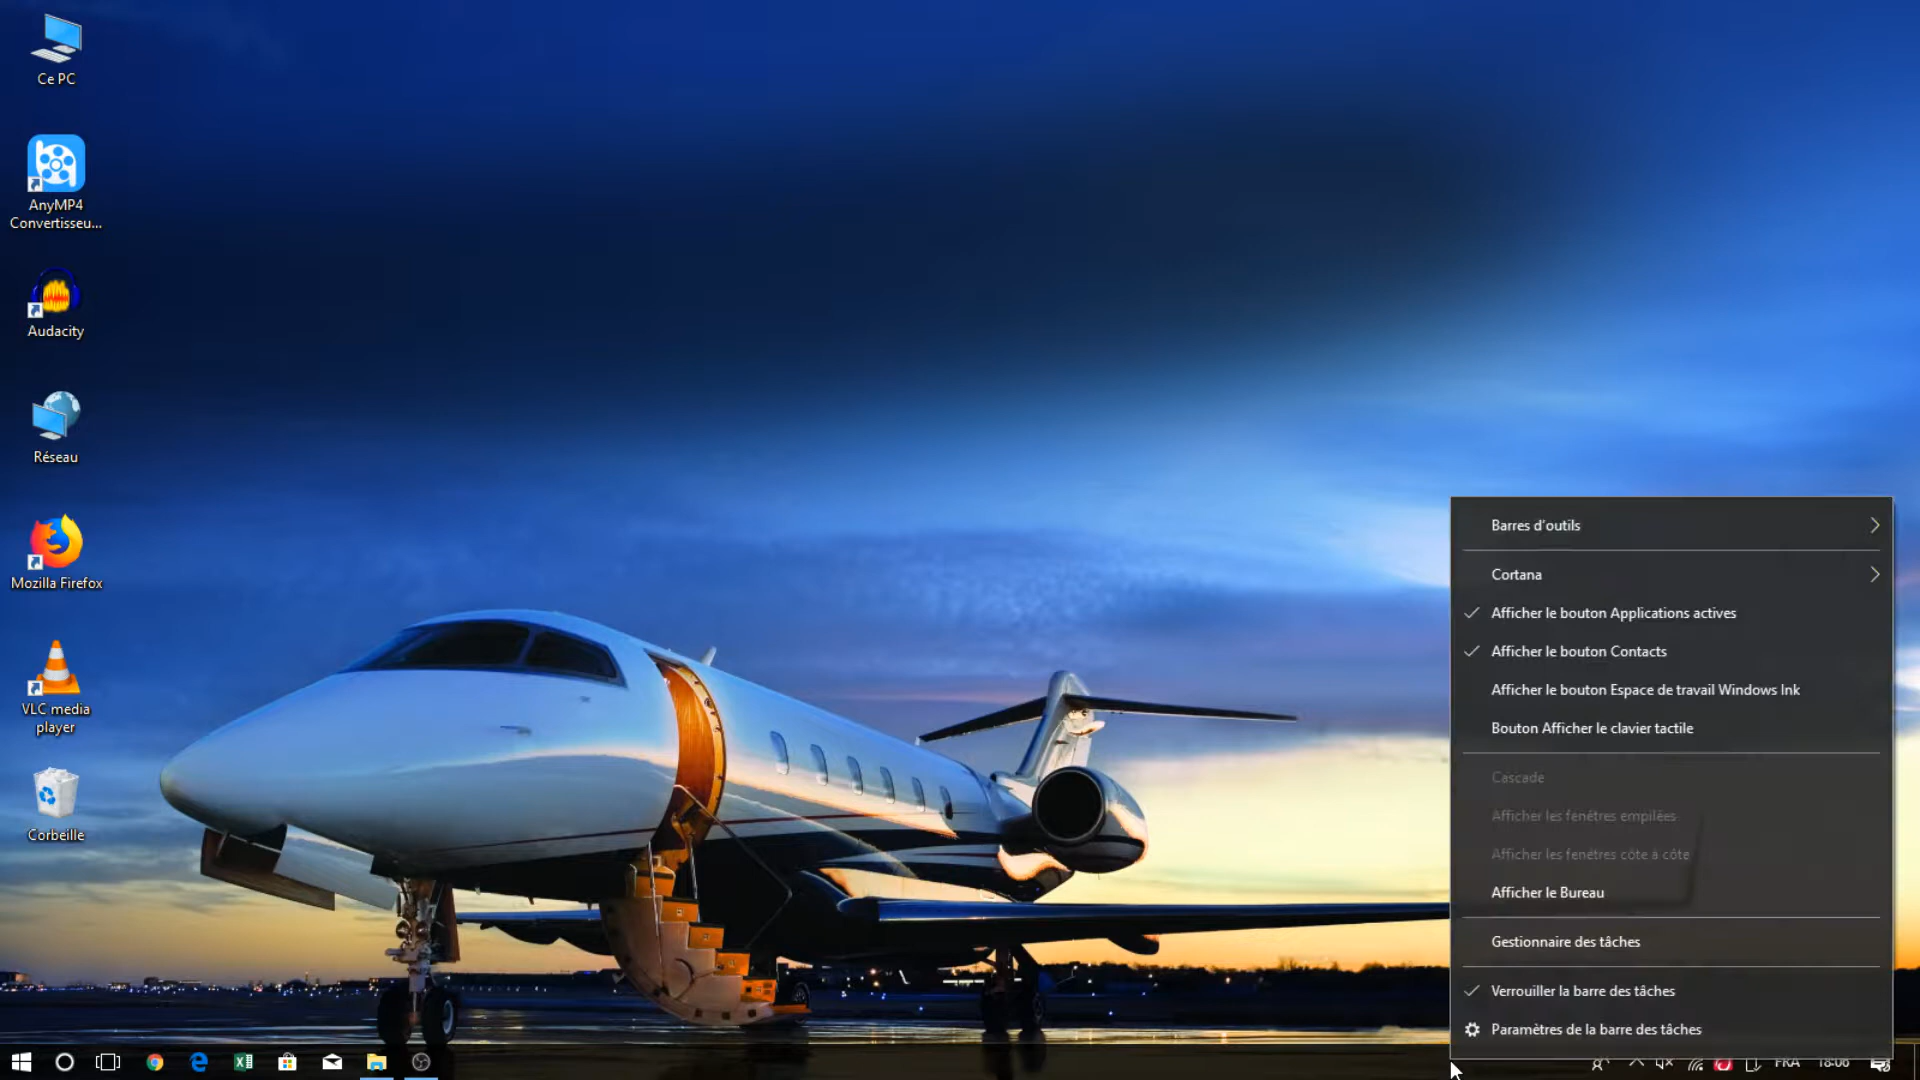 Ce PC
AnyMP4
Convertisseu...
Audacity
Réseau
Mozilla Firefox
VLC media
player
Corbeille
Barres d'outils
Cortana
Afficher le bouton Applications actives
Afficher le bouton Contacts
Afficher le bouton Espace de travail Windows Ink
Bouton Afficher le clavier tactile
Cascade
Afficher les fenêtres empilées
Afficher les fenêtres côte à côte
Afficher le Bureau
Gestionnaire des tâches
Verrouiller la barre des tâches
Paramètres de la barre des tâches
FRA
18:06